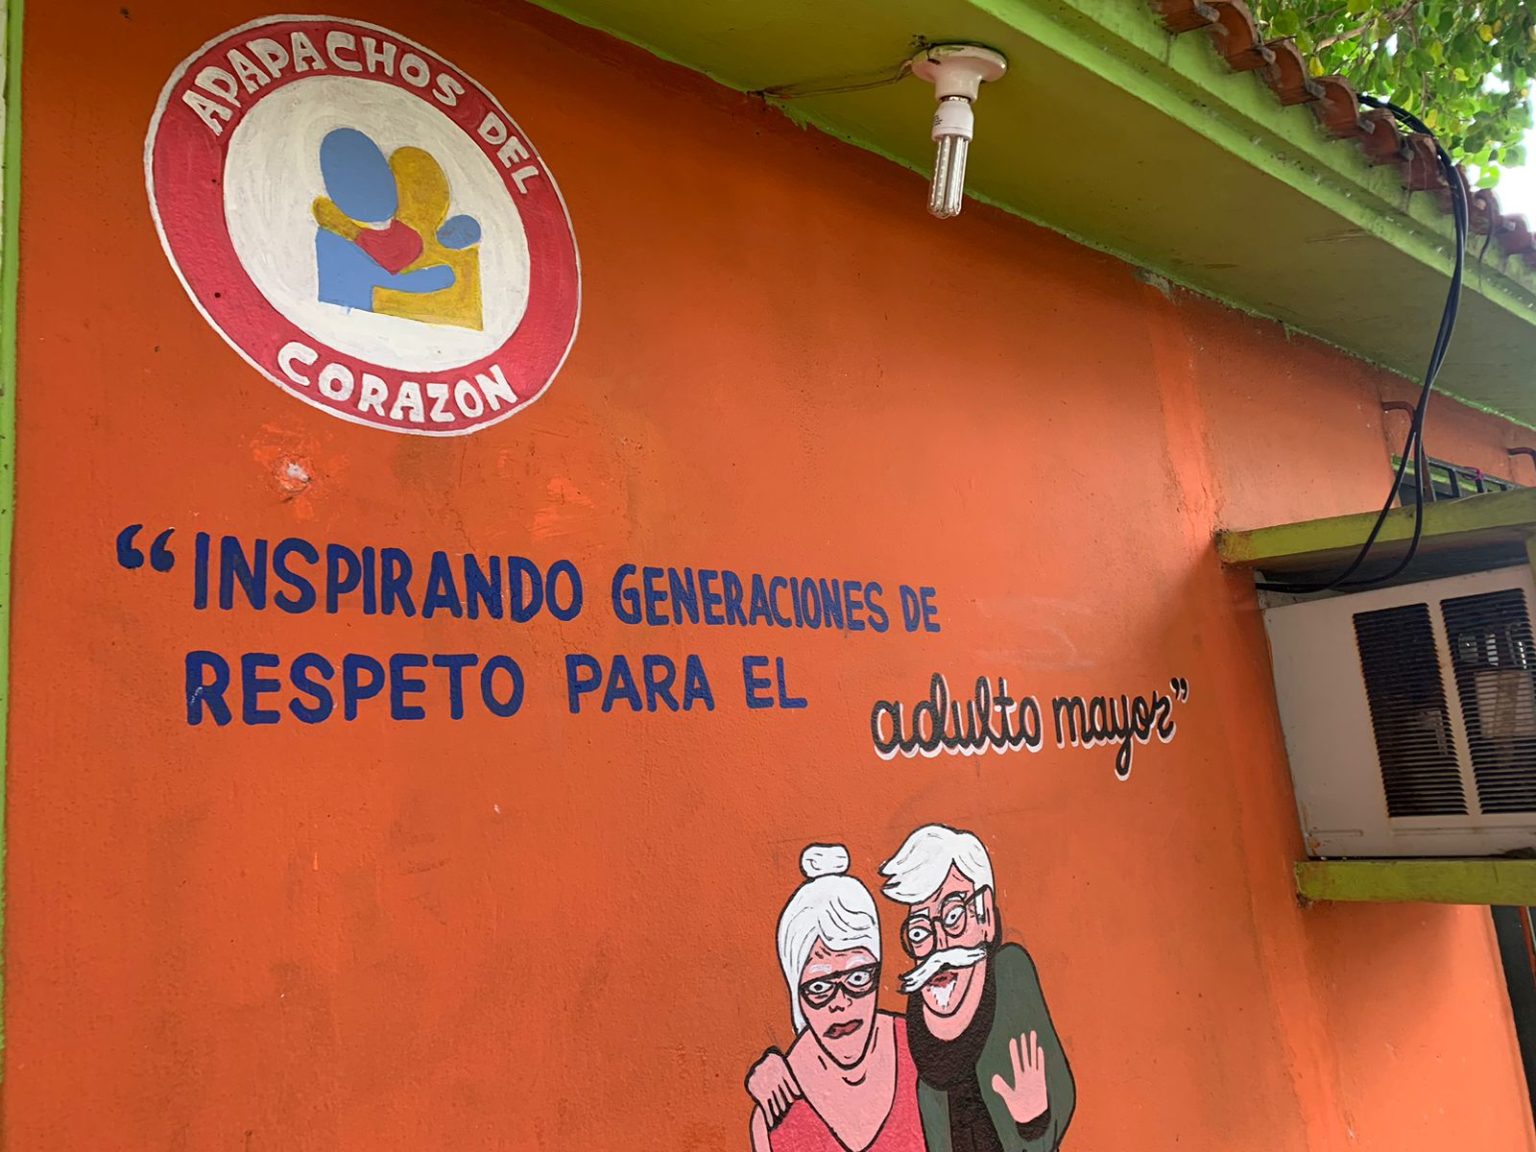 APAPACHOS DEL
CORAZON
“INSPIRANDO GENERACIONES DE
RESPETO PARA EL adulto mayor”